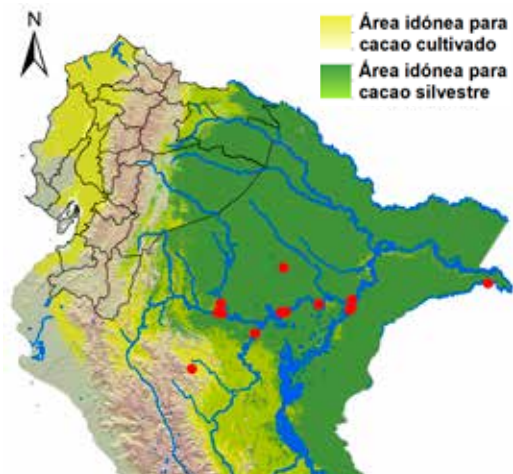 N
Área idónea para
cacao cultivado
Área idónea para
cacao silvestre